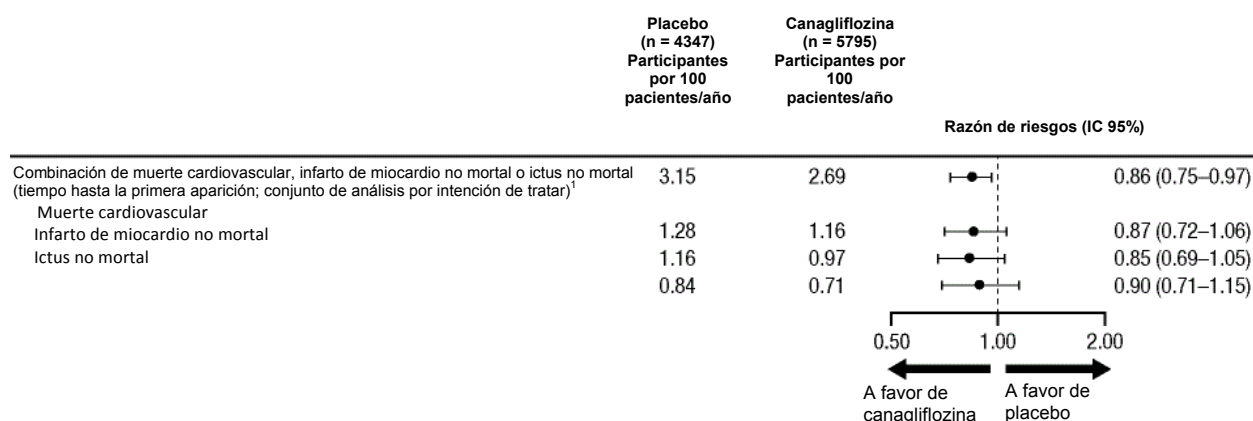 Placebo
(n = 4347)
Participantes
por 100
pacientes/año
Canagliflozina
(n = 5795)
Participantes por
100
pacientes/año
Razón de riesgos (IC 95%)
Combinación de muerte cardiovascular, infarto de miocardio no mortal o ictus no mortal
(tiempo hasta la primera aparición; conjunto de análisis por intención de tratar)1
3.15 2.69 0.86 (0.75–0.97)
Muerte cardiovascular
Infarto de miocardio no mortal
1.28 1.16 0.87 (0.72–1.06)
Ictus no mortal
1.16 0.97 0.85 (0.69–1.05)
0.84 0.71 0.90 (0.71–1.15)
0.50 1.00 2.00
A favor de
canagliflozina
A favor de
placebo